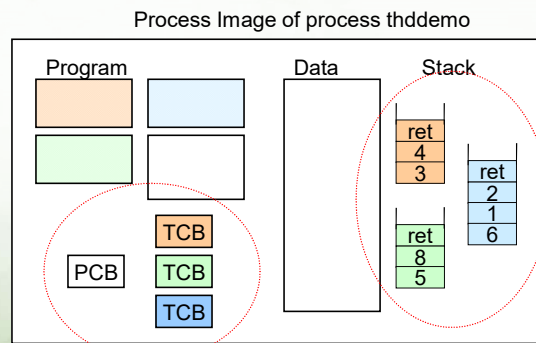 Process Image of process thddemo
Program
Data
Stack
ret
4
3
ret
2
1
6
ret
8
5
TCB
PCB
TCB
TCB